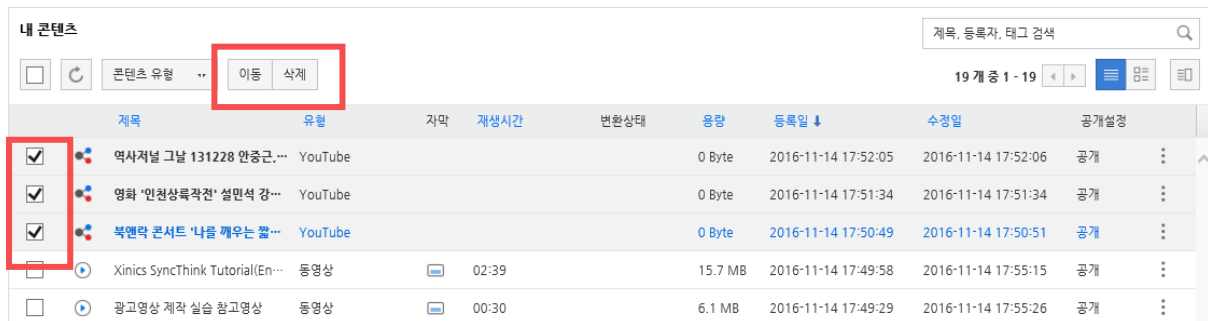 내 콘텐츠
제목, 등록자, 태그 검색
콘텐츠 유형 이동 삭제 19 개 중 1 - 19
제목 유형 자막 재생시간 변환상태 용량 등록일 수정일 공개설정
역사저널 그날 131228 안중근,··· YouTube 0 Byte 2016-11-14 17:52:05 2016-11-14 17:52:06 공개
영화 '인천상륙작전' 설민석 강··· YouTube 0 Byte 2016-11-14 17:51:34 2016-11-14 17:51:34 공개
북앤락 콘서트 '나를 깨우는 짧··· YouTube 0 Byte 2016-11-14 17:50:49 2016-11-14 17:50:51 공개
Xinics SyncThink Tutorial(En··· 동영상 02:39 15.7 MB 2016-11-14 17:49:58 2016-11-14 17:55:15 공개
광고영상 제작 실습 참고영상 동영상 00:30 6.1 MB 2016-11-14 17:49:29 2016-11-14 17:55:26 공개